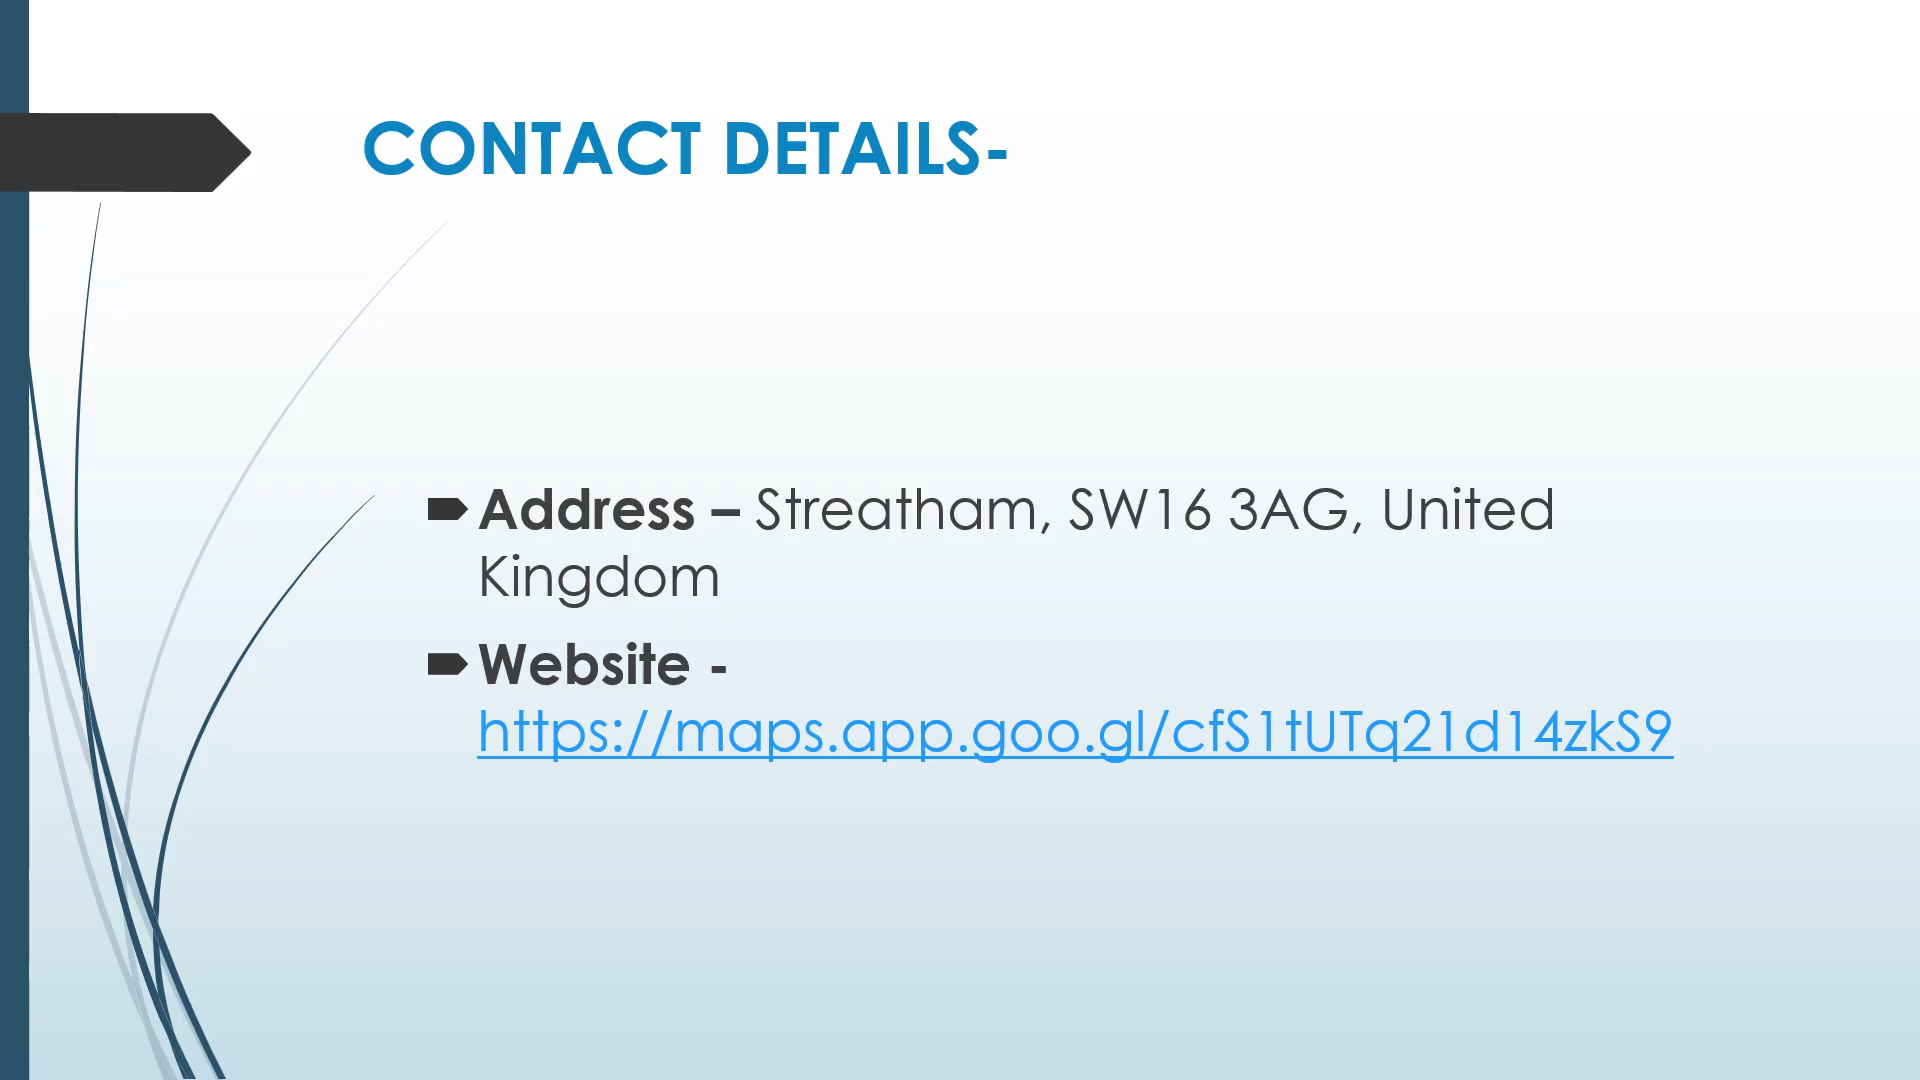 CONTACT DETAILS-
Address – Streatham, SW16 3AG, United
Kingdom
Website -
https://maps.app.goo.gl/cfS1tUTq21d14zkS9